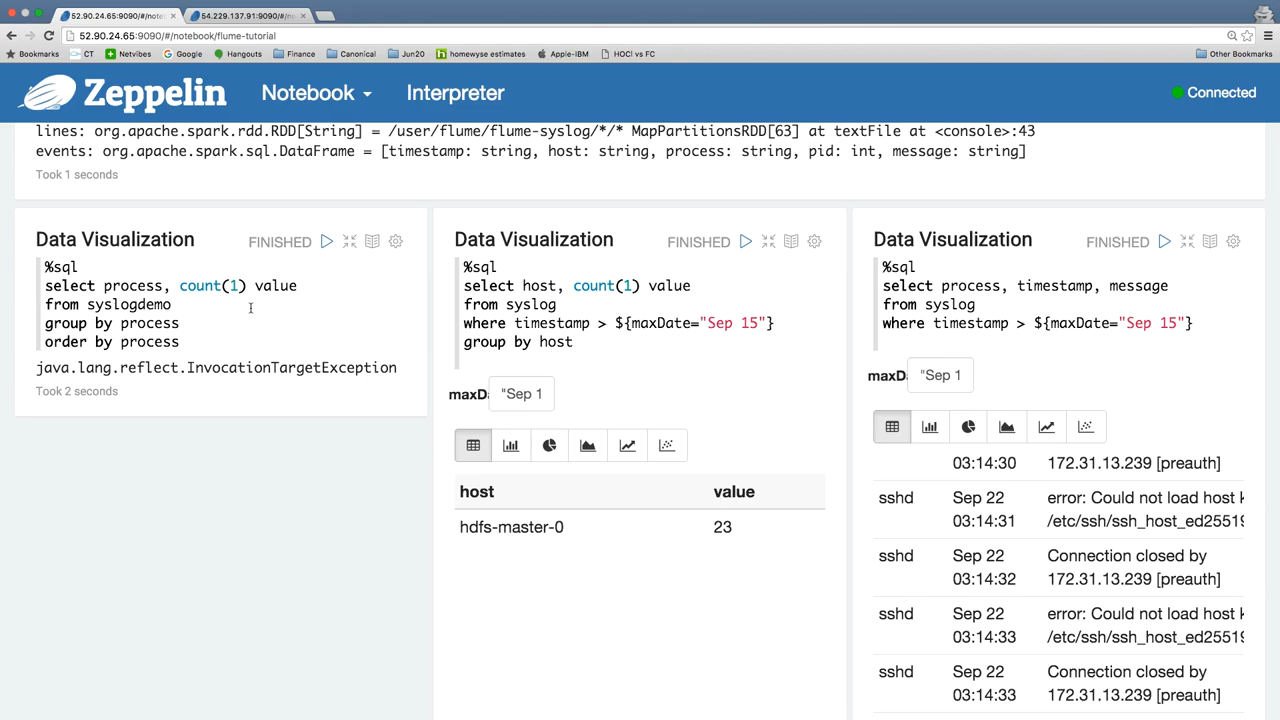 52.90.24.65:9090/#/note
54.229.137.91:9090/#/no
52.90.24.65:9090/#/notebook/flume-tutorial
Bookmarks CT Netvibes Google Hangouts Finance Canonical Jun20 homewyse estimates Apple-IBM HOCI vs FC Other Bookmarks
Zeppelin Notebook Interpreter Connected
lines: org.apache.spark.rdd.RDD[String] = /user/flume/flume-syslog/*/* MapPartitionsRDD[63] at textFile at <console>:43
events: org.apache.spark.sql.DataFrame = [timestamp: string, host: string, process: string, pid: int, message: string]
Took 1 seconds
Data Visualization FINISHED
%sql
select process, count(1) value
from syslogdemo
group by process
order by process
java.lang.reflect.InvocationTargetException
Took 2 seconds
Data Visualization FINISHED
%sql
select host, count(1) value
from syslog
where timestamp > ${maxDate="Sep 15"}
group by host
maxDa "Sep 1
host value
hdfs-master-0 23
Data Visualization FINISHED
%sql
select process, timestamp, message
from syslog
where timestamp > ${maxDate="Sep 15"}
maxDa "Sep 1
03:14:30 172.31.13.239 [preauth]
sshd Sep 22 error: Could not load host k
03:14:31 /etc/ssh/ssh_host_ed25519
sshd Sep 22 Connection closed by
03:14:32 172.31.13.239 [preauth]
sshd Sep 22 error: Could not load host k
03:14:33 /etc/ssh/ssh_host_ed25519
sshd Sep 22 Connection closed by
03:14:33 172.31.13.239 [preauth]